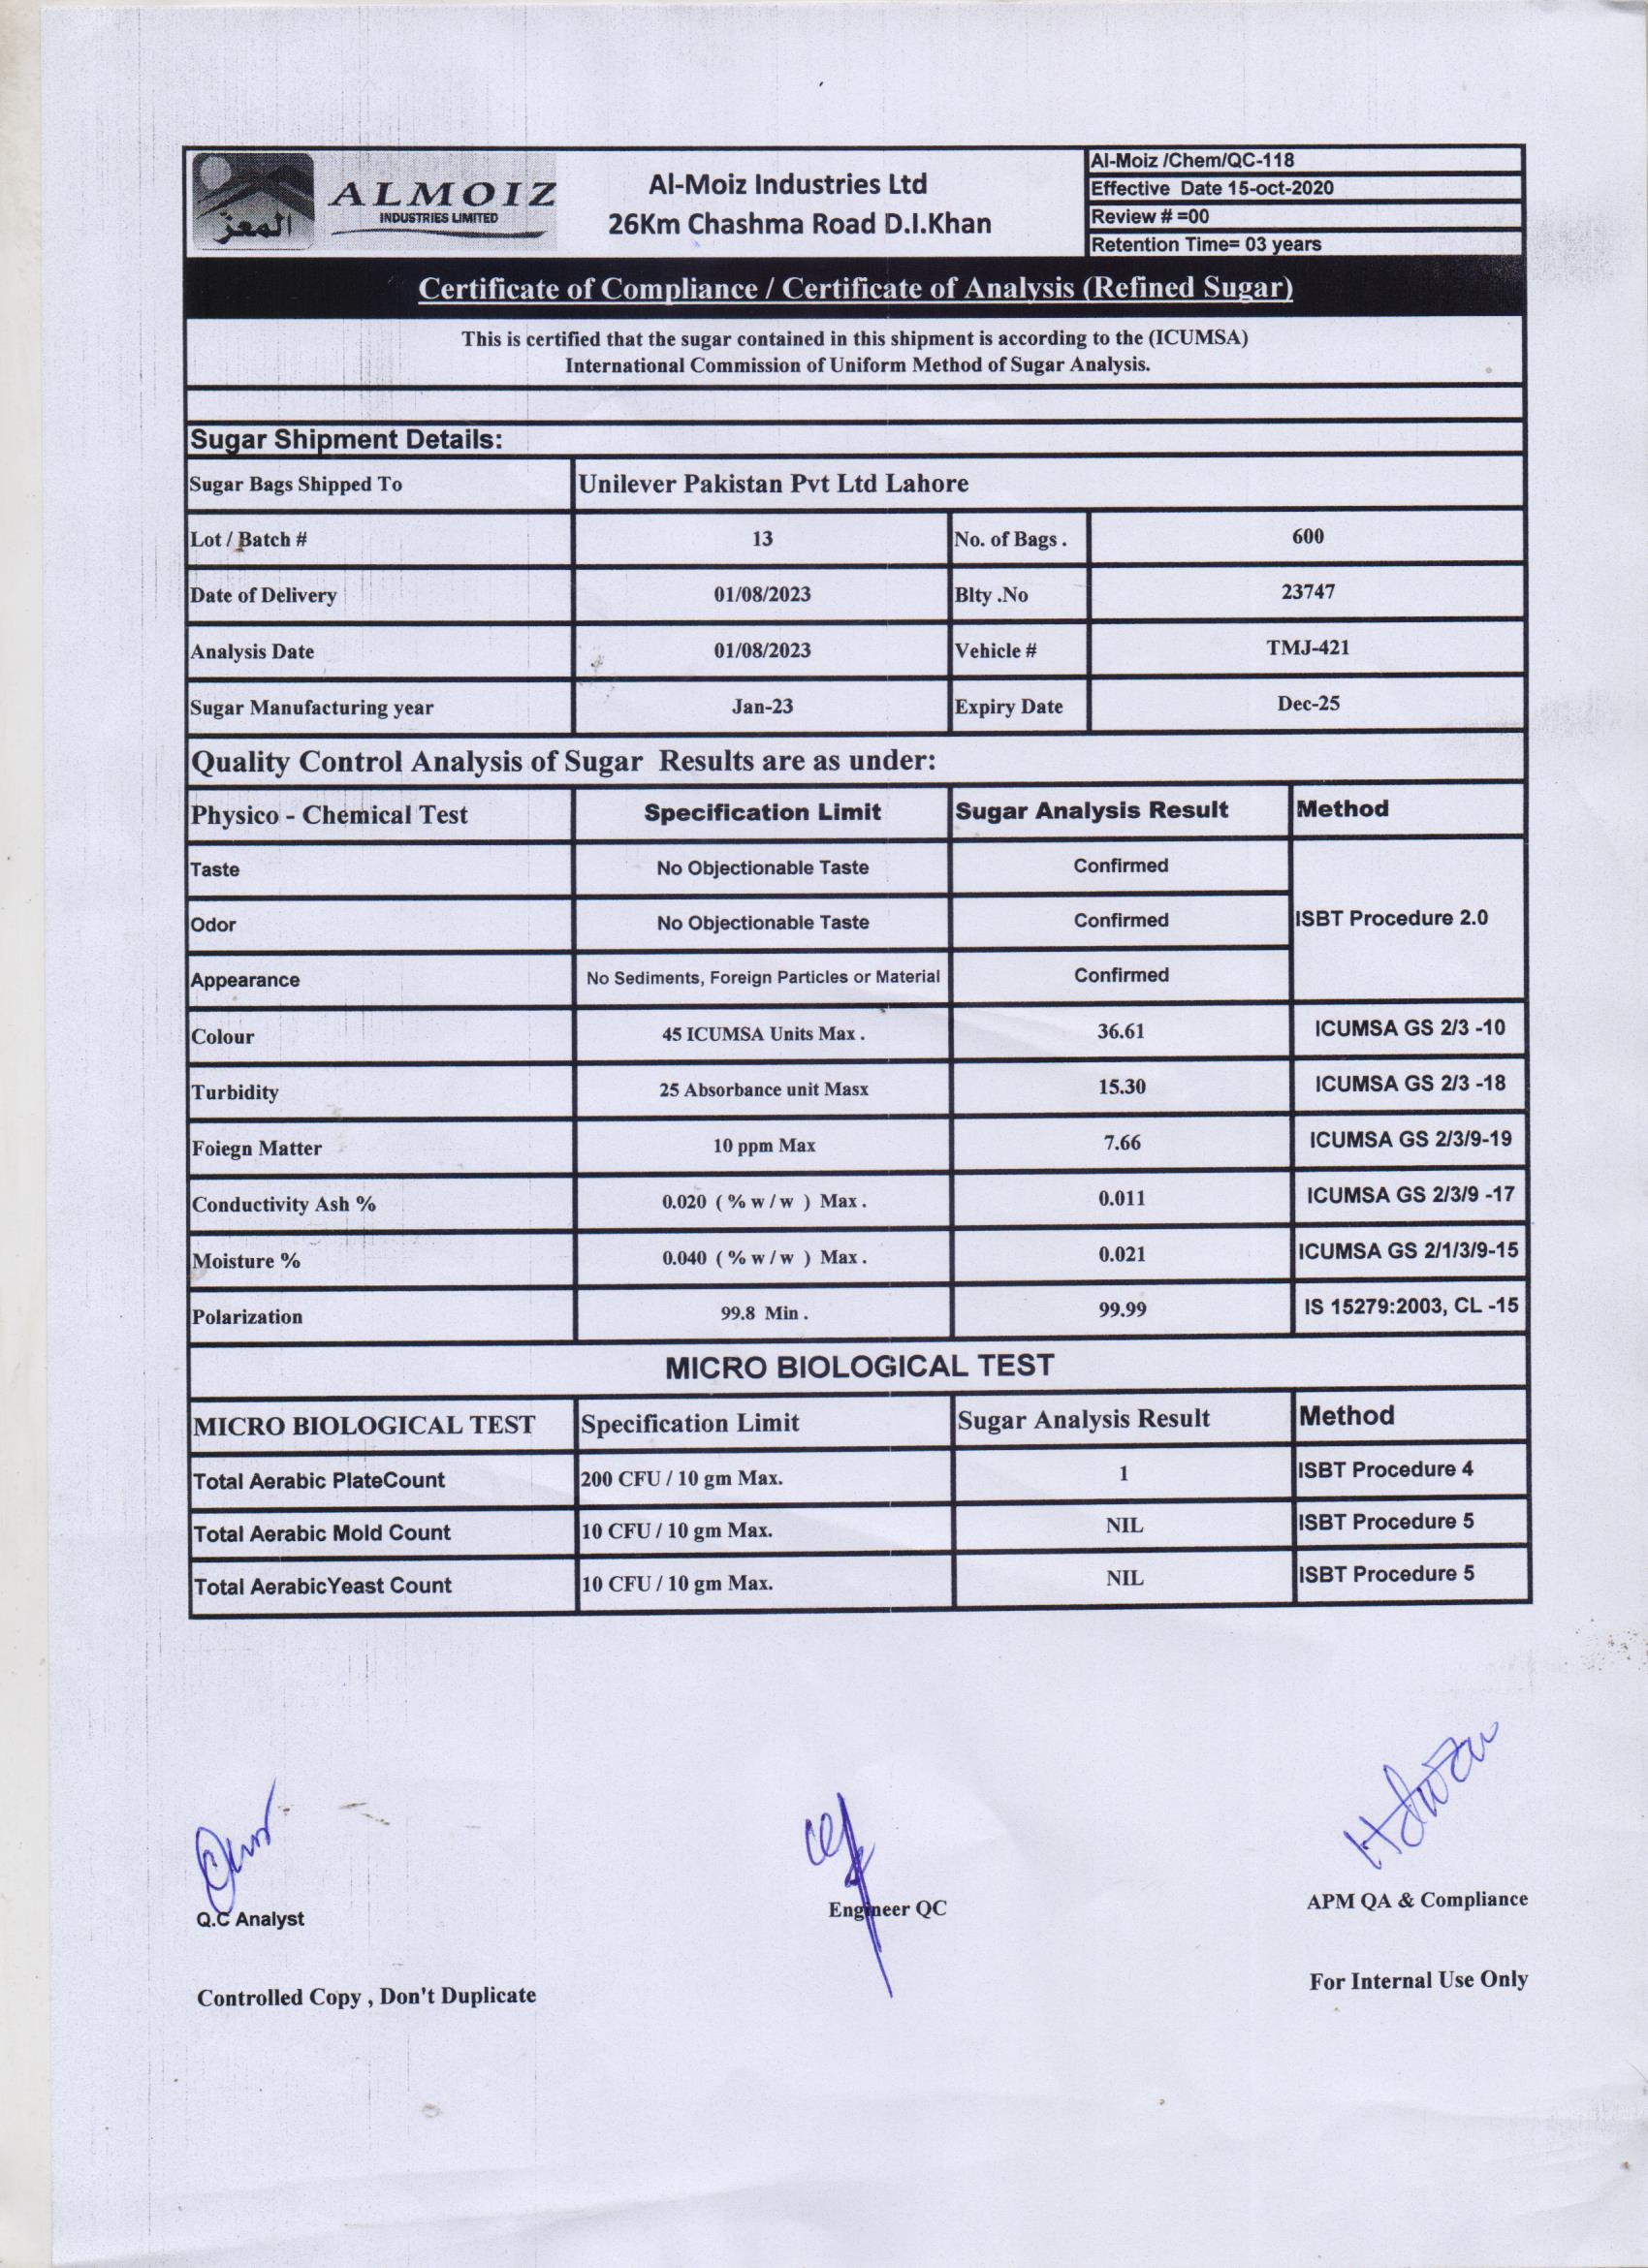 المعز
ALMOIZ
INDUSTRIES LIMITED
Al-Moiz Industries Ltd
26Km Chashma Road D.I.Khan
Al-Moiz /Chem/QC-118
Effective Date 15-oct-2020
Review # =00
Retention Time= 03 years
Certificate of Compliance / Certificate of Analysis (Refined Sugar)
This is certified that the sugar contained in this shipment is according to the (ICUMSA)
International Commission of Uniform Method of Sugar Analysis.
Sugar Shipment Details:
Sugar Bags Shipped To Unilever Pakistan Pvt Ltd Lahore
Lot / Batch # 13 No. of Bags . 600
Date of Delivery 01/08/2023 Blty .No 23747
Analysis Date 01/08/2023 Vehicle # TMJ-421
Sugar Manufacturing year Jan-23 Expiry Date Dec-25
Quality Control Analysis of Sugar Results are as under:
Physico - Chemical Test Specification Limit Sugar Analysis Result Method
Taste No Objectionable Taste Confirmed
Odor No Objectionable Taste Confirmed ISBT Procedure 2.0
Appearance No Sediments, Foreign Particles or Material Confirmed
Colour 45 ICUMSA Units Max . 36.61 ICUMSA GS 2/3 -10
Turbidity 25 Absorbance unit Masx 15.30 ICUMSA GS 2/3 -18
Foiegn Matter 10 ppm Max 7.66 ICUMSA GS 2/3/9-19
Conductivity Ash % 0.020 ( % w / w ) Max . 0.011 ICUMSA GS 2/3/9 -17
Moisture % 0.040 ( % w / w ) Max . 0.021 ICUMSA GS 2/1/3/9-15
Polarization 99.8 Min . 99.99 IS 15279:2003, CL -15
MICRO BIOLOGICAL TEST
MICRO BIOLOGICAL TEST Specification Limit Sugar Analysis Result Method
Total Aerabic PlateCount 200 CFU / 10 gm Max. 1 ISBT Procedure 4
Total Aerabic Mold Count 10 CFU / 10 gm Max. NIL ISBT Procedure 5
Total AerabicYeast Count 10 CFU / 10 gm Max. NIL ISBT Procedure 5
Q.C Analyst Engineer QC APM QA & Compliance
Controlled Copy , Don't Duplicate For Internal Use Only